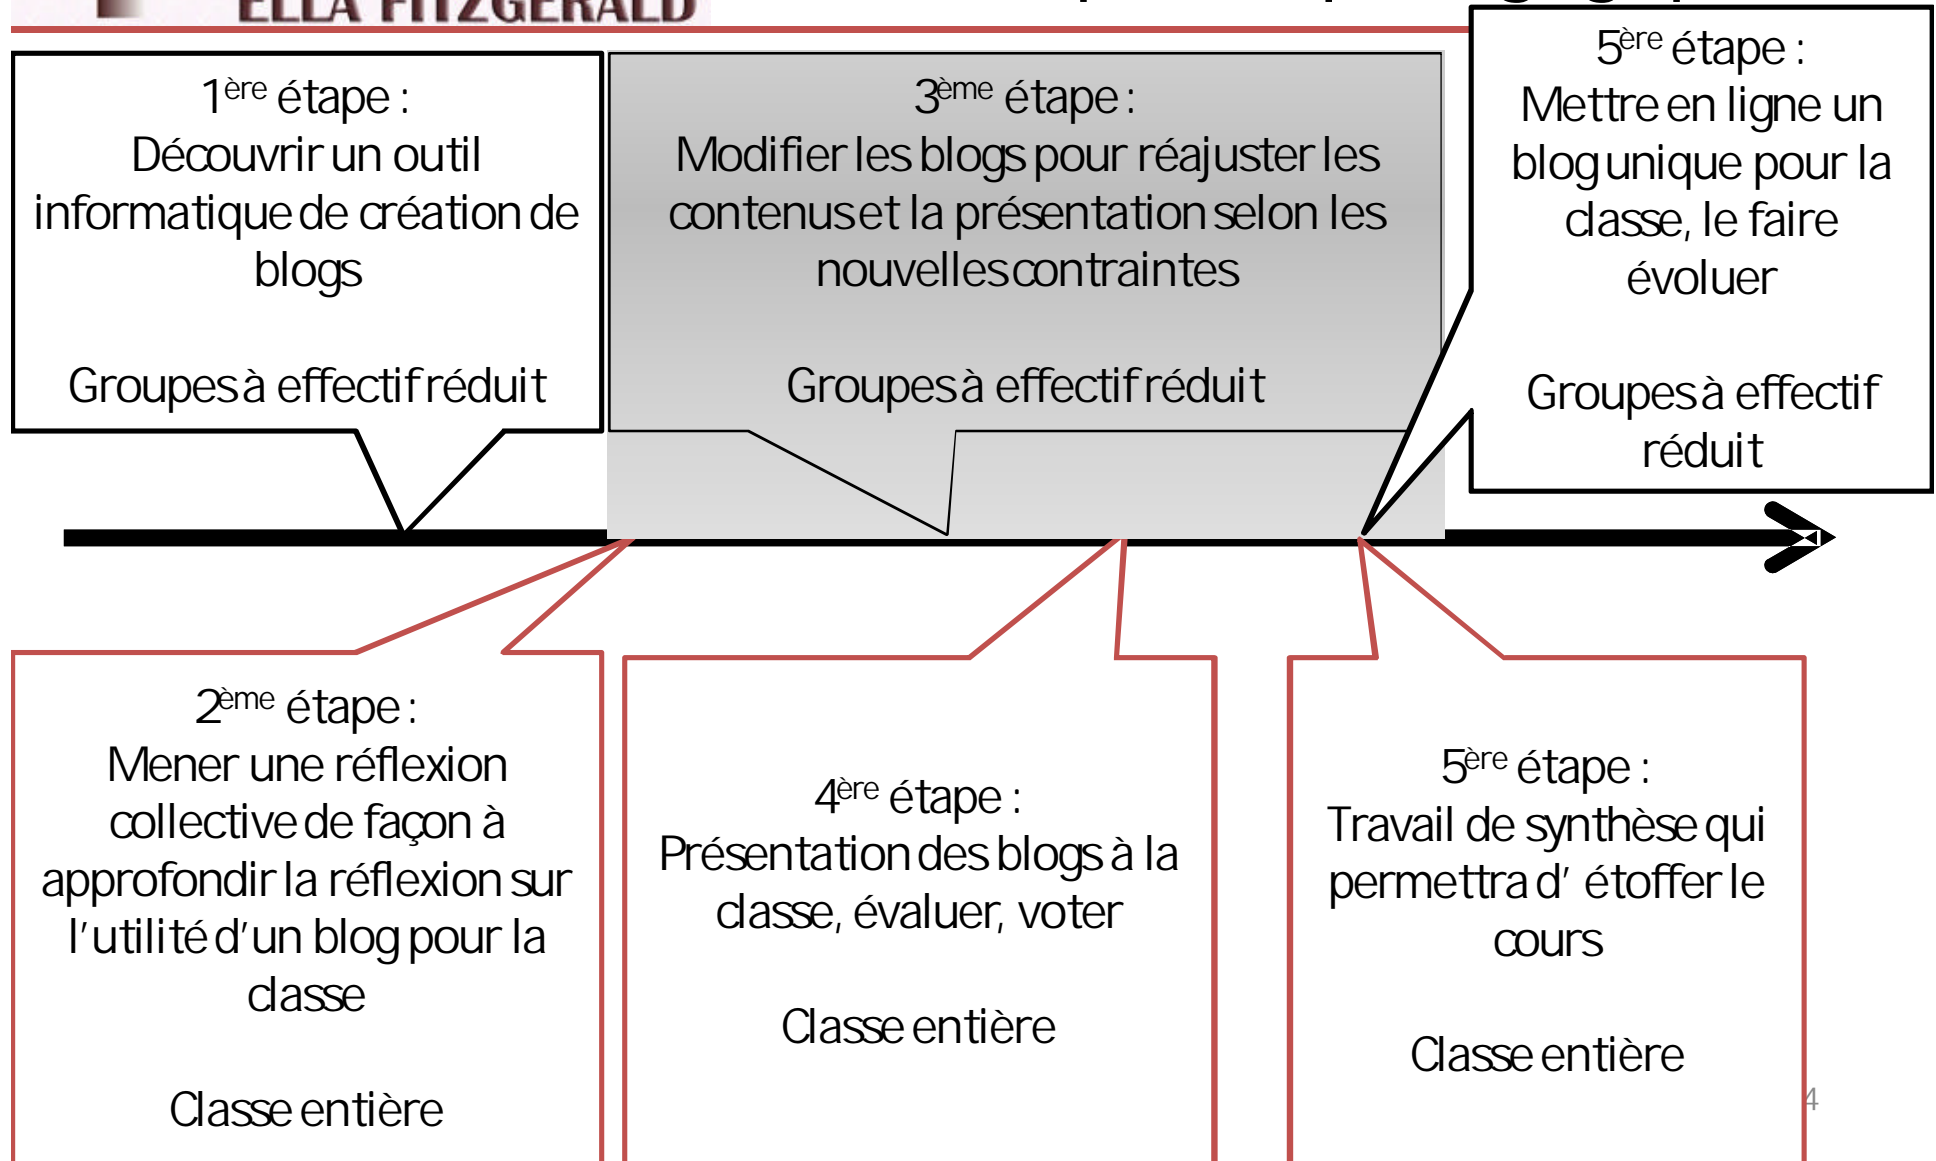 ELLA FITZGERALD
1ère étape :
Découvrir un outil
informatique de création de
blogs
Groupes à effectif réduit
3ème étape :
Modifier les blogs pour réajuster les
contenus et la présentation selon les
nouvelles contraintes
Groupes à effectif réduit
5ère étape :
Mettre en ligne un
blog unique pour la
classe, le faire
évoluer
Groupes à effectif
réduit
2ème étape :
Mener une réflexion
collective de façon à
approfondir la réflexion sur
l'utilité d'un blog pour la
classe
Classe entière
4ère étape :
Présentation des blogs à la
classe, évaluer, voter
Classe entière
5ère étape :
Travail de synthèse qui
permettra d' étoffer le
cours
Classe entière
4